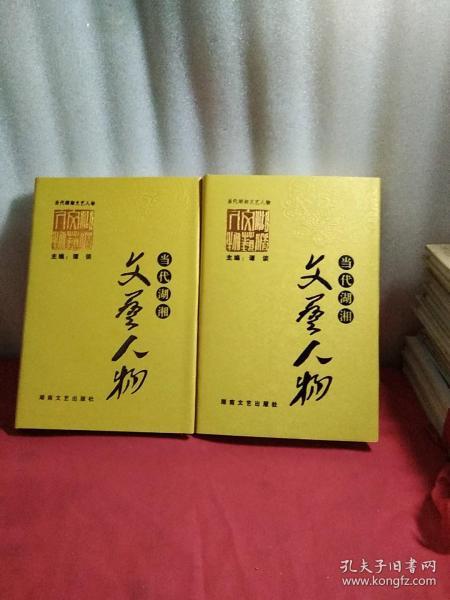 当代湖湘文艺人物
主编：谭谈
当代湖湘
文艺人物
湖南文艺出版社
当代湖湘文艺人物
主编：谭谈
当代湖湘
文艺人物
湖南文艺出版社
孔夫子旧书网
www.kongfz.com